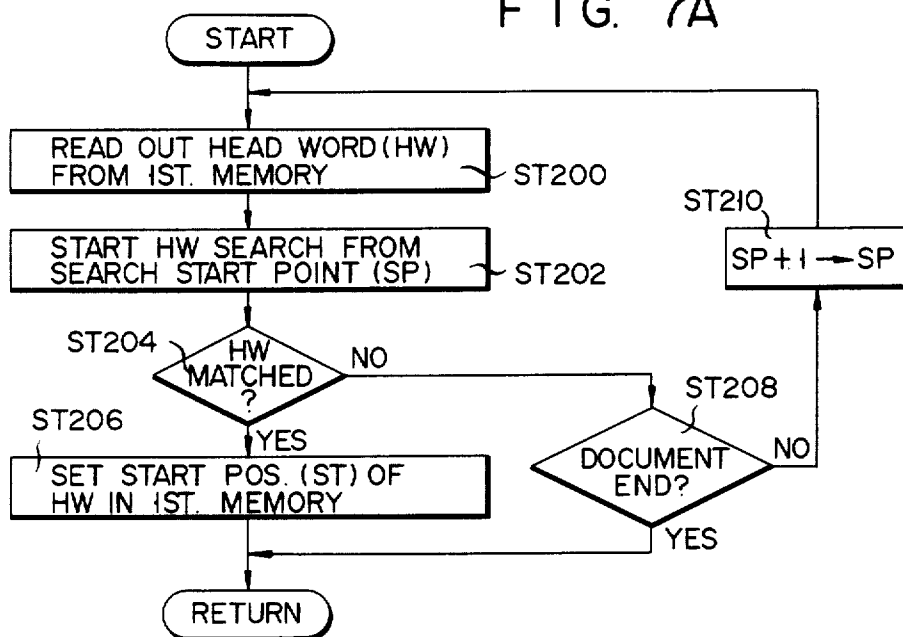 F I G. 7A
START
READ OUT HEAD WORD (HW)
FROM 1ST. MEMORY
ST200
START HW SEARCH FROM
SEARCH START POINT (SP)
ST202
ST204
HW
MATCHED
?
NO
YES
ST206
SET START POS. (ST) OF
HW IN 1ST. MEMORY
ST208
DOCUMENT
END?
NO
YES
ST210
SP + 1 → SP
RETURN